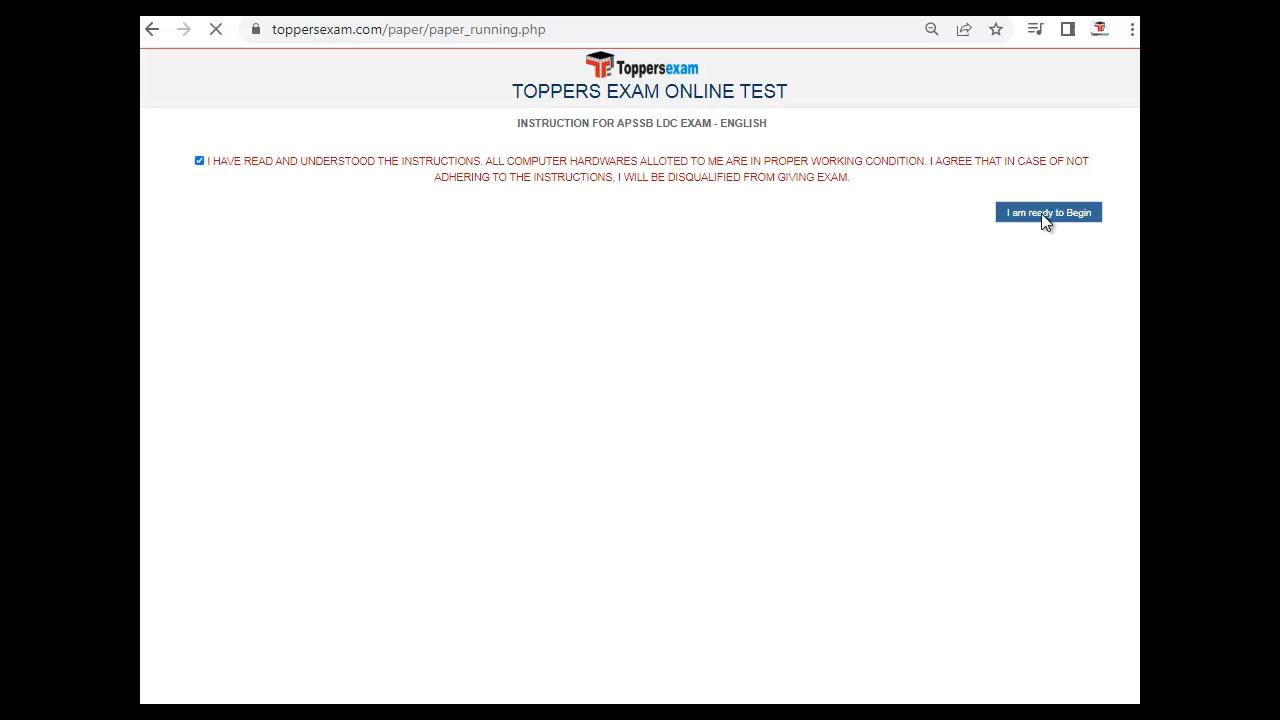 toppersexam.com/paper/paper_running.php
Toppersexam
TOPPERS EXAM ONLINE TEST
INSTRUCTION FOR APSSB LDC EXAM - ENGLISH
I HAVE READ AND UNDERSTOOD THE INSTRUCTIONS. ALL COMPUTER HARDWARES ALLOTED TO ME ARE IN PROPER WORKING CONDITION. I AGREE THAT IN CASE OF NOT
ADHERING TO THE INSTRUCTIONS, I WILL BE DISQUALIFIED FROM GIVING EXAM.
I am ready to Begin